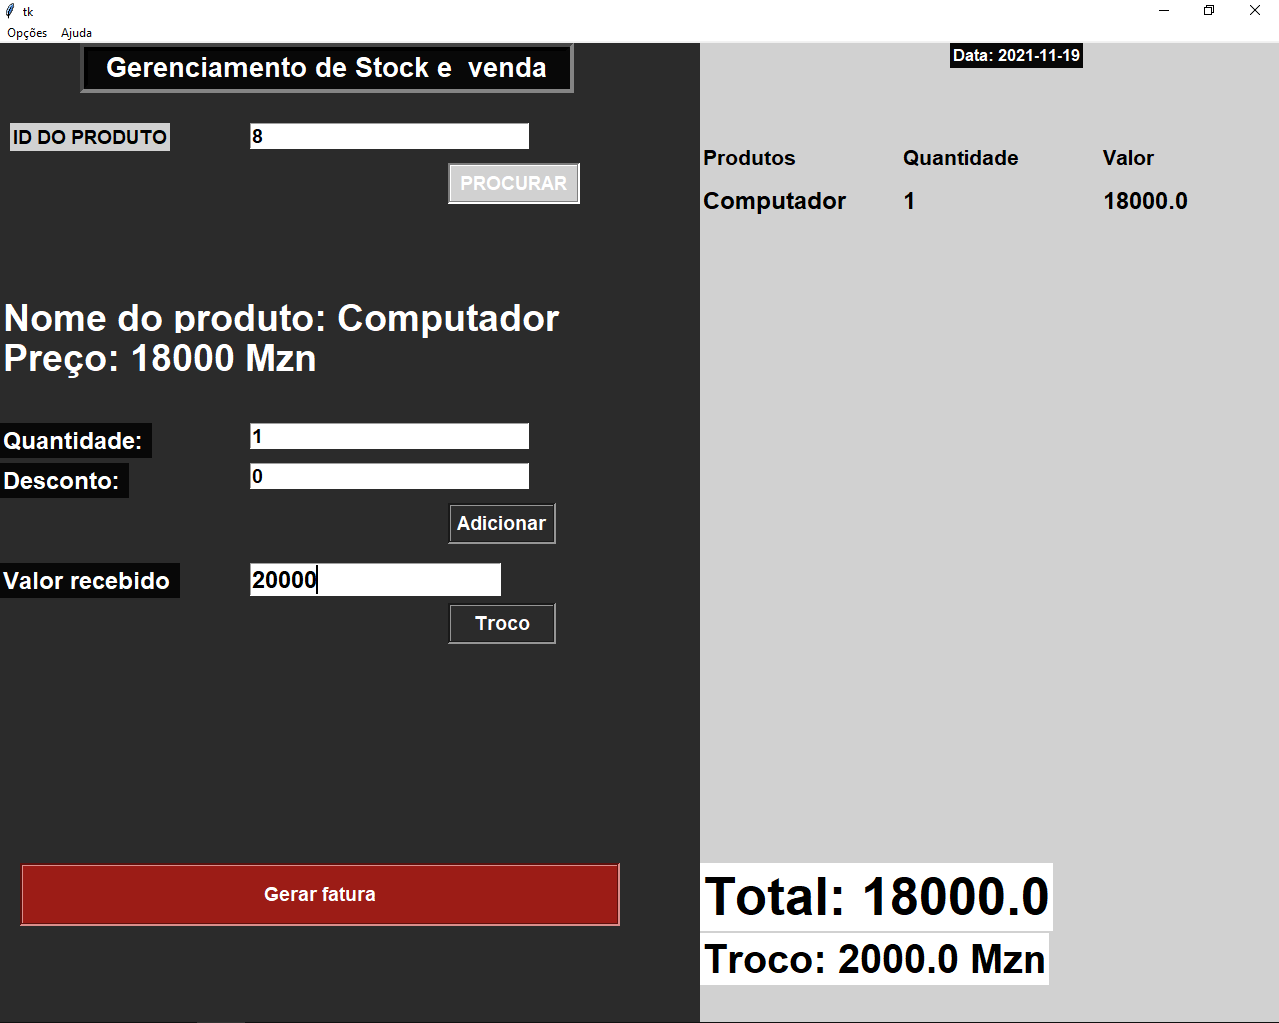 tk
Opções Ajuda
Gerenciamento de Stock e venda
ID DO PRODUTO 8
PROCURAR
Nome do produto: Computador
Preço: 18000 Mzn
Quantidade: 1
Desconto: 0
Adicionar
Valor recebido 20000
Troco
Gerar fatura
Data: 2021-11-19
Produtos Quantidade Valor
Computador 1 18000.0
Total: 18000.0
Troco: 2000.0 Mzn